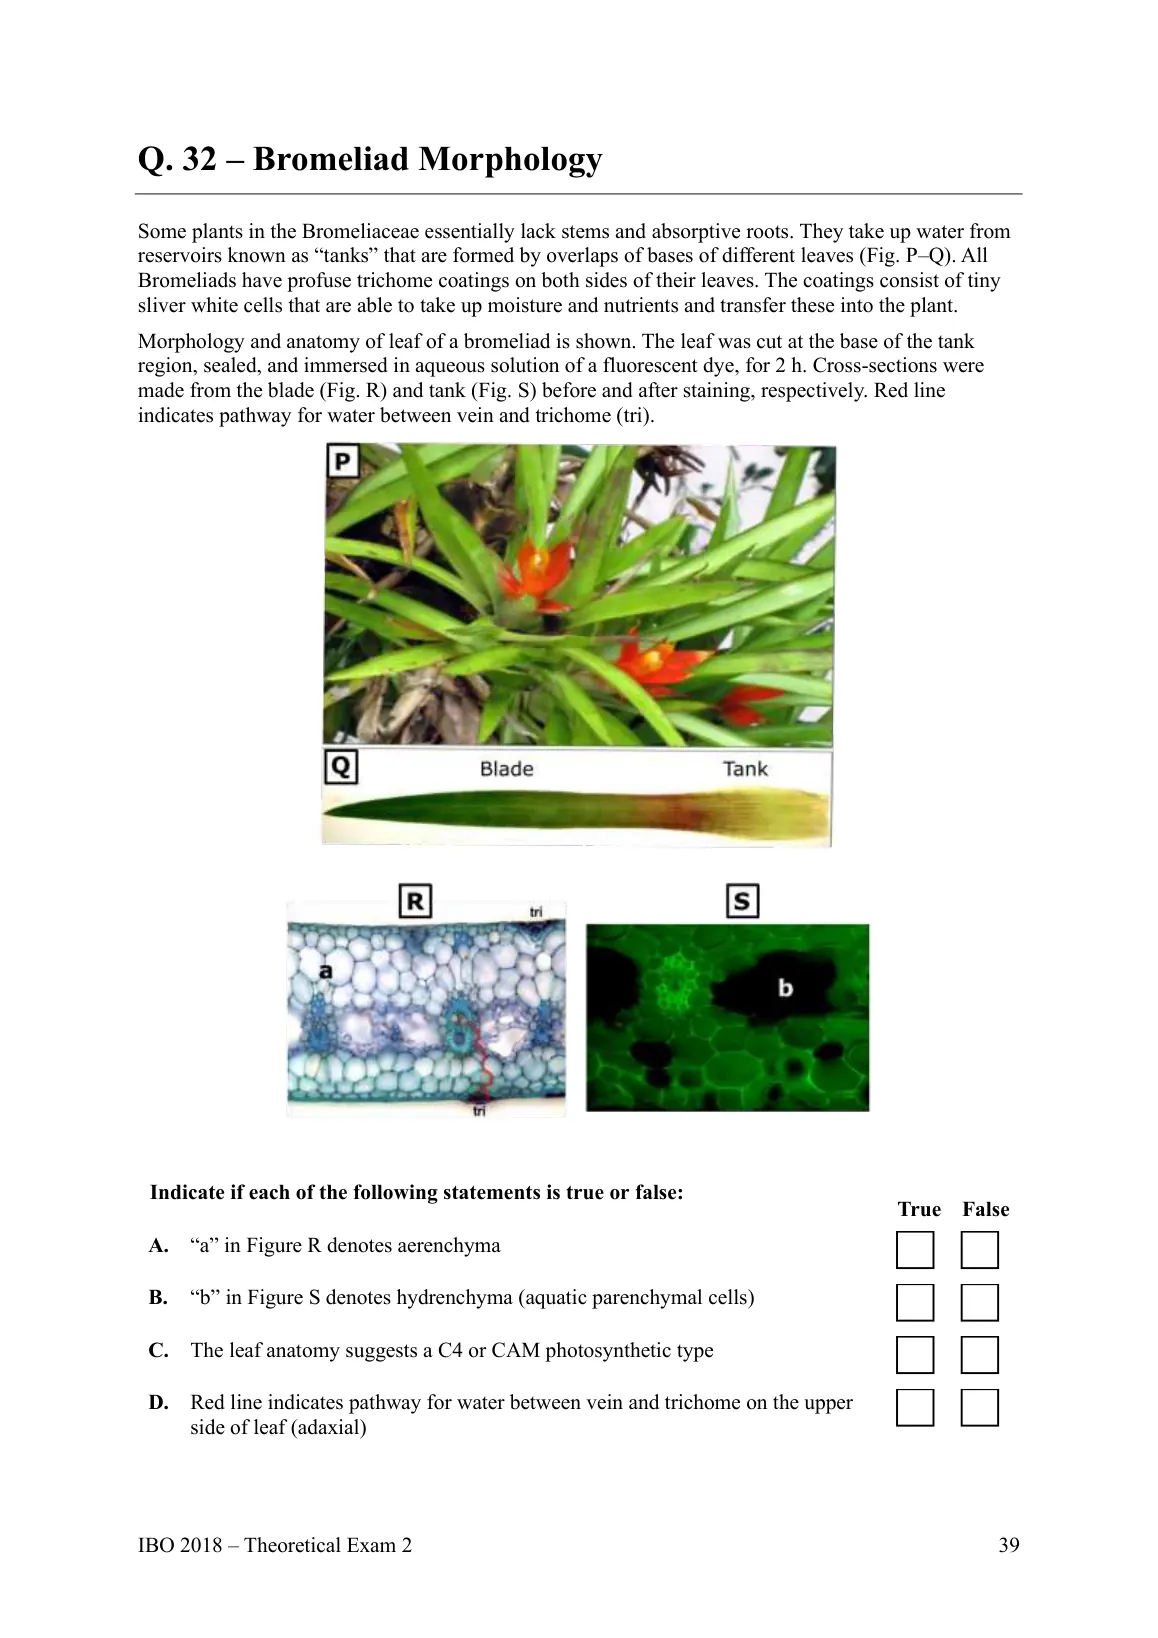 Q. 32 – Bromeliad Morphology
Some plants in the Bromeliaceae essentially lack stems and absorptive roots. They take up water from
reservoirs known as “tanks” that are formed by overlaps of bases of different leaves (Fig. P–Q). All
Bromeliads have profuse trichome coatings on both sides of their leaves. The coatings consist of tiny
sliver white cells that are able to take up moisture and nutrients and transfer these into the plant.
Morphology and anatomy of leaf of a bromeliad is shown. The leaf was cut at the base of the tank
region, sealed, and immersed in aqueous solution of a fluorescent dye, for 2 h. Cross-sections were
made from the blade (Fig. R) and tank (Fig. S) before and after staining, respectively. Red line
indicates pathway for water between vein and trichome (tri).
P
Q Blade Tank
R S
tri
a
b
tri
Indicate if each of the following statements is true or false:
True False
A. “a” in Figure R denotes aerenchyma
B. “b” in Figure S denotes hydrenchyma (aquatic parenchymal cells)
C. The leaf anatomy suggests a C4 or CAM photosynthetic type
D. Red line indicates pathway for water between vein and trichome on the upper
side of leaf (adaxial)
IBO 2018 – Theoretical Exam 2 39